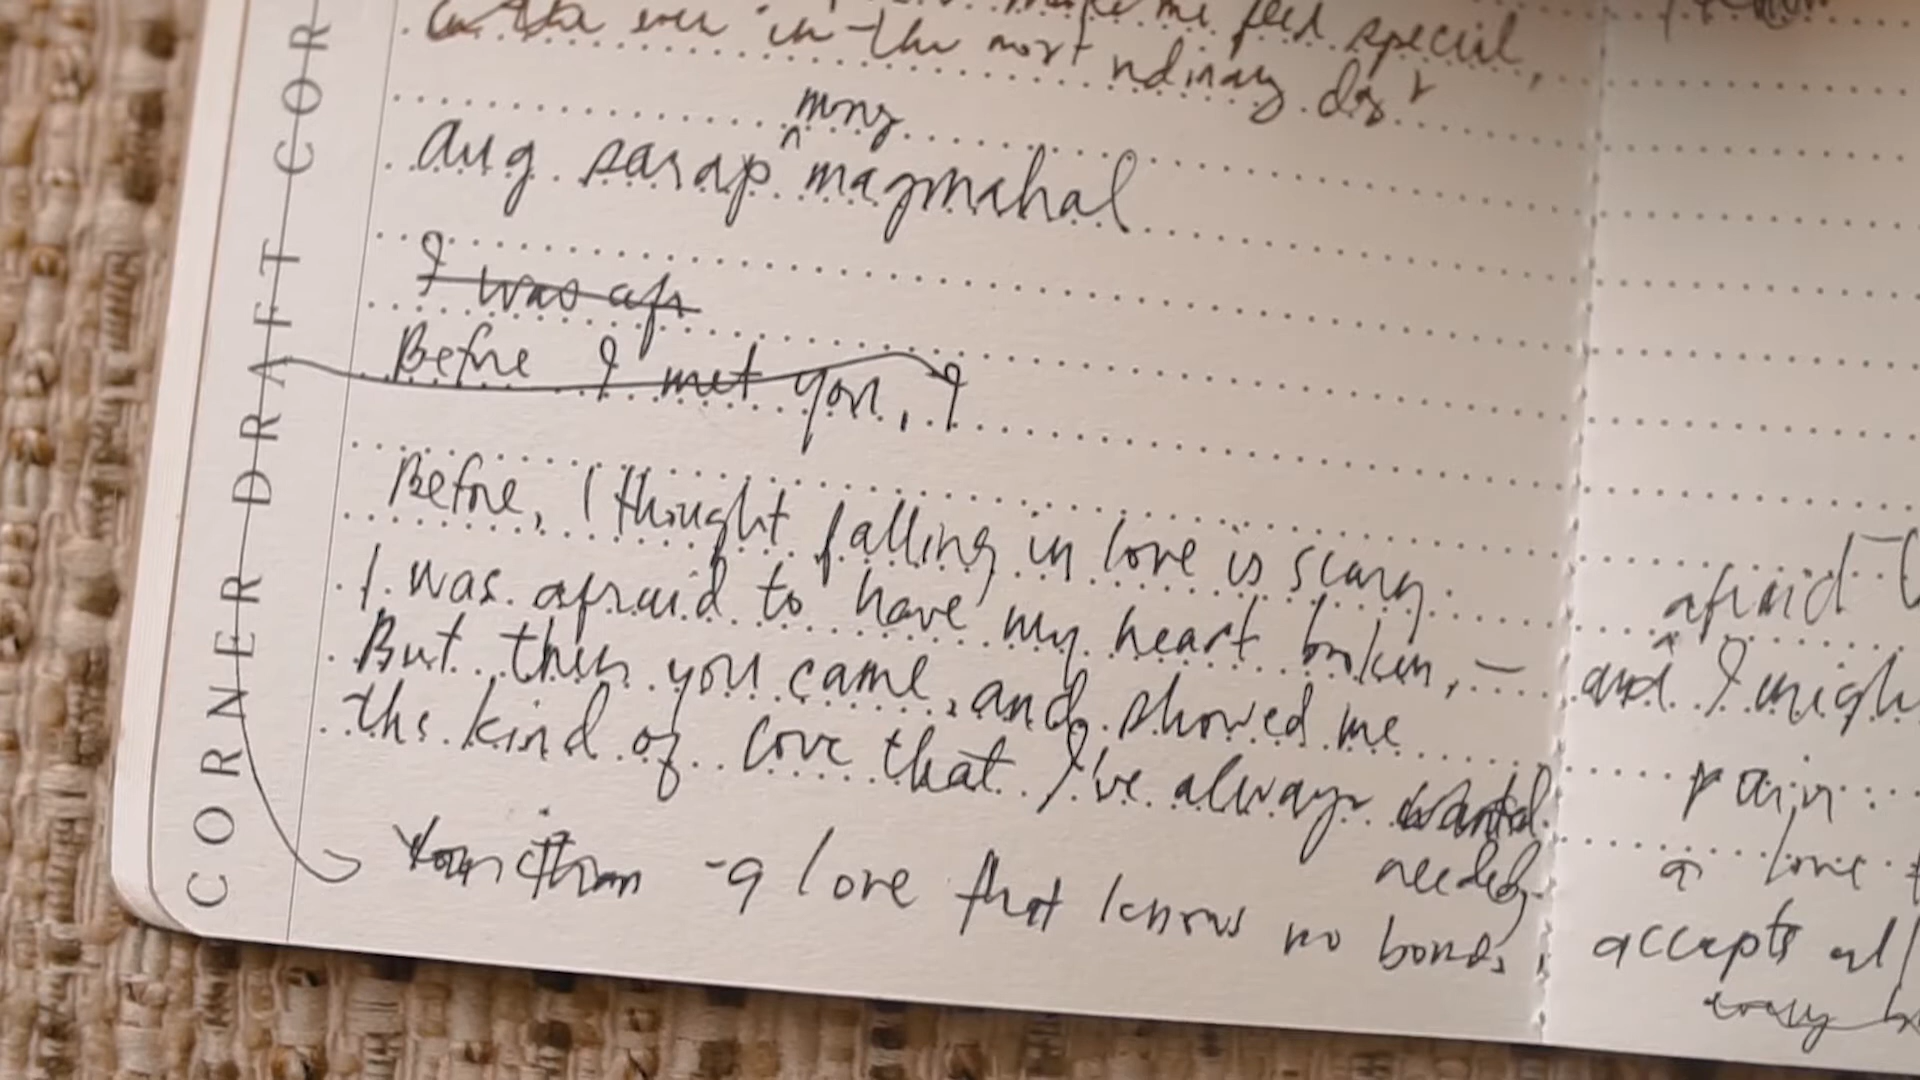 me feel special,
in the most ordinary days
mong
Ang sarap magmahal
I was afr
Before I met you, I
Before, I thought falling in love is scary.
I was afraid to have my heart broken, —
But then you came, and showed me
the kind of love that I've always wanted
needed,
- a love that knows no bonds,
afraid
and I migh
pain.
a love
accepts all
CORNER DRAFT COR